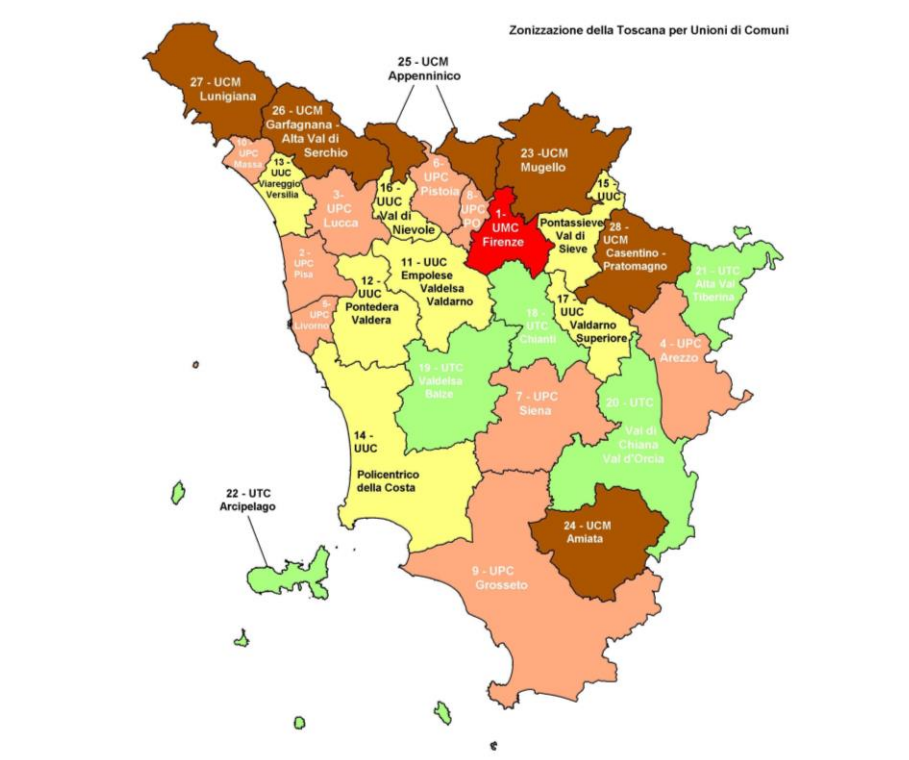 Zonizzazione della Toscana per Unioni di Comuni
25 - UCM
Appenninico
27 - UCM
Lunigiana
26 - UCM
Garfagnana -
Alta Val di
Serchio
23 -UCM
Mugello
10 -
UPC
Massa
13 -
UUC
Viareggio
Versilia
3-
UPC
Lucca
16 -
UUC
Val di
Nievole
6-
UPC
Pistoia
8-
UPC
PO
1-
UMC
Firenze
15 -
UUC
Pontassieve
Val di
Sieve
28 -
UCM
Casentino -
Pratomagno
21 - UTC
Alta Val
Tiberina
2 -
UPC
Pisa
12 -
UUC
Pontedera
Valdera
11 - UUC
Empolese
Valdelsa
Valdarno
5-
UPC
Livorno
18 -
UTC
Chianti
17 -
UUC
Valdarno
Superiore
4 - UPC
Arezzo
19 - UTC
Valdelsa
Balze
7 - UPC
Siena
20 - UTC
Val di
Chiana
Val d'Orcia
14 -
UUC
Policentrico
della Costa
22 - UTC
Arcipelago
24 - UCM
Amiata
9 - UPC
Grosseto